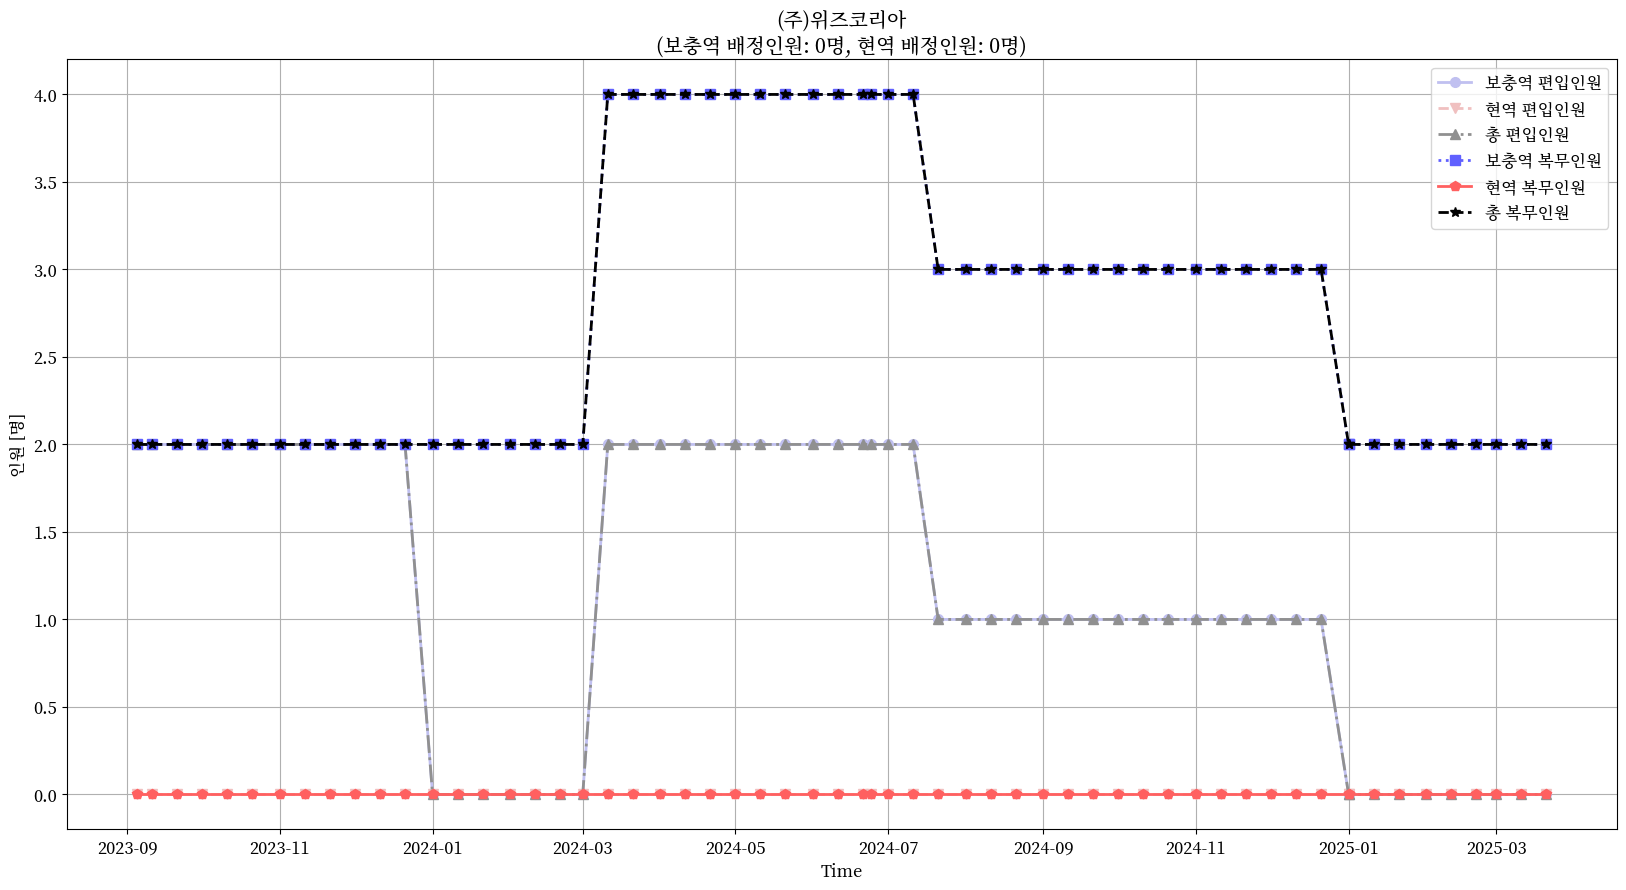 (주)위즈코리아
(보충역 배정인원: 0명, 현역 배정인원: 0명)
보충역 편입인원
현역 편입인원
총 편입인원
보충역 복무인원
현역 복무인원
총 복무인원
4.0
3.5
3.0
2.5
2.0
1.5
1.0
0.5
0.0
인원 [명]
2023-09 2023-11 2024-01 2024-03 2024-05 2024-07 2024-09 2024-11 2025-01 2025-03
Time